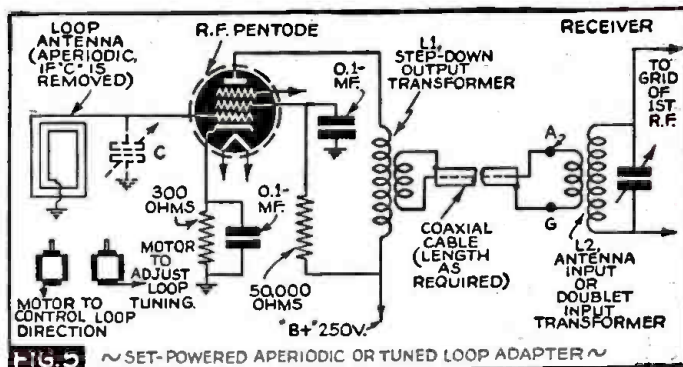 LOOP
ANTENNA
(APERIODIC,
IF "C" IS
REMOVED)
R.F. PENTODE
L1,
STEP-DOWN
OUTPUT
TRANSFORMER
RECEIVER
TO
GRID
OF
1ST
R.F.
0.1-
MF.
C
A
G
300
OHMS
0.1-
MF.
MOTOR
TO
ADJUST
LOOP
TUNING.
MOTOR TO
CONTROL LOOP
DIRECTION
50,000
OHMS
COAXIAL
CABLE
(LENGTH
AS
REQUIRED)
L2,
ANTENNA
INPUT
OR
DOUBLET
INPUT
TRANSFORMER
"B+" 250V.
FIG.5
~ SET-POWERED APERIODIC OR TUNED LOOP ADAPTER ~